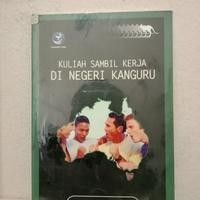 KULIAH SAMBIL KERJA
DI NEGERI KANGURU